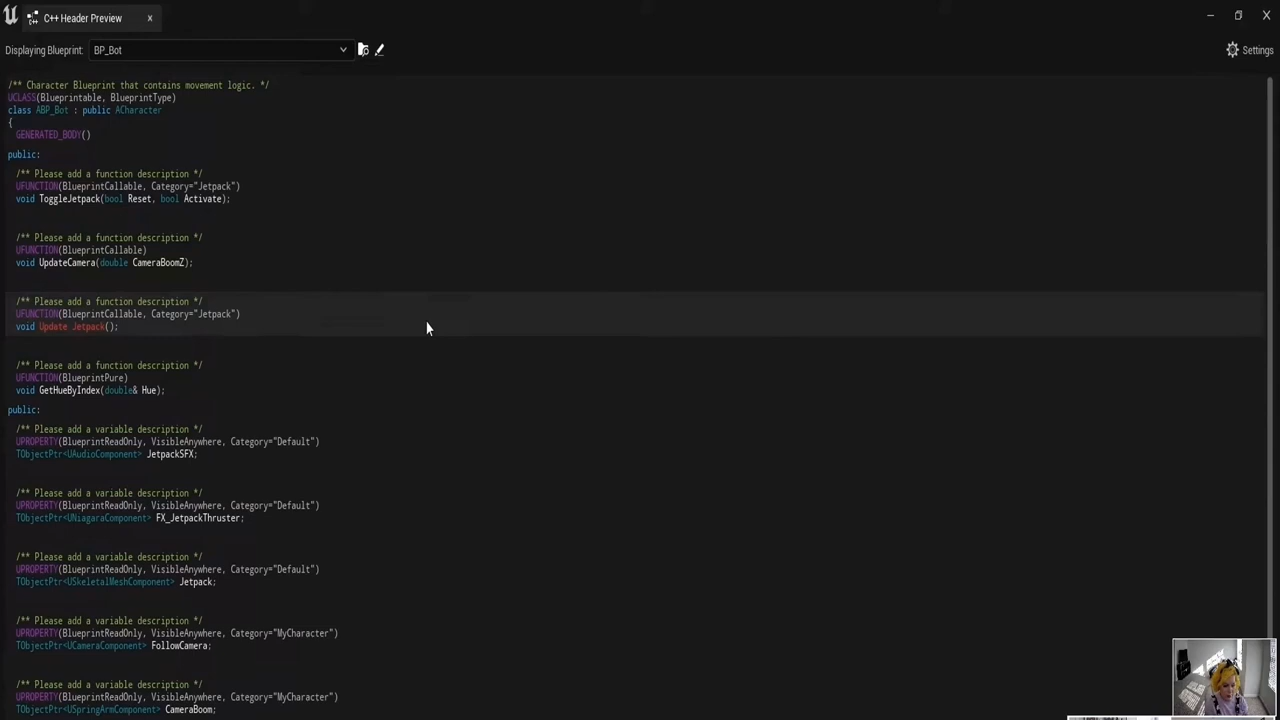 C++ Header Preview
Displaying Blueprint: BP_Bot
Settings
/** Character Blueprint that contains movement logic. */
UCLASS(Blueprintable, BlueprintType)
class ABP_Bot : public ACharacter
{
GENERATED_BODY()
public:
/** Please add a function description */
UFUNCTION(BlueprintCallable, Category="Jetpack")
void ToggleJetpack(bool Reset, bool Activate);
/** Please add a function description */
UFUNCTION(BlueprintCallable)
void UpdateCamera(double CameraBoomZ);
/** Please add a function description */
UFUNCTION(BlueprintCallable, Category="Jetpack")
void Update Jetpack();
/** Please add a function description */
UFUNCTION(BlueprintPure)
void GetHueByIndex(double& Hue);
public:
/** Please add a variable description */
UPROPERTY(BlueprintReadOnly, VisibleAnywhere, Category="Default")
TObjectPtr<UAudioComponent> JetpackSFX;
/** Please add a variable description */
UPROPERTY(BlueprintReadOnly, VisibleAnywhere, Category="Default")
TObjectPtr<UNiagaraComponent> FX_JetpackThruster;
/** Please add a variable description */
UPROPERTY(BlueprintReadOnly, VisibleAnywhere, Category="Default")
TObjectPtr<USkeletalMeshComponent> Jetpack;
/** Please add a variable description */
UPROPERTY(BlueprintReadOnly, VisibleAnywhere, Category="MyCharacter")
TObjectPtr<UCameraComponent> FollowCamera;
/** Please add a variable description */
UPROPERTY(BlueprintReadOnly, VisibleAnywhere, Category="MyCharacter")
TObjectPtr<USpringArmComponent> CameraBoom;